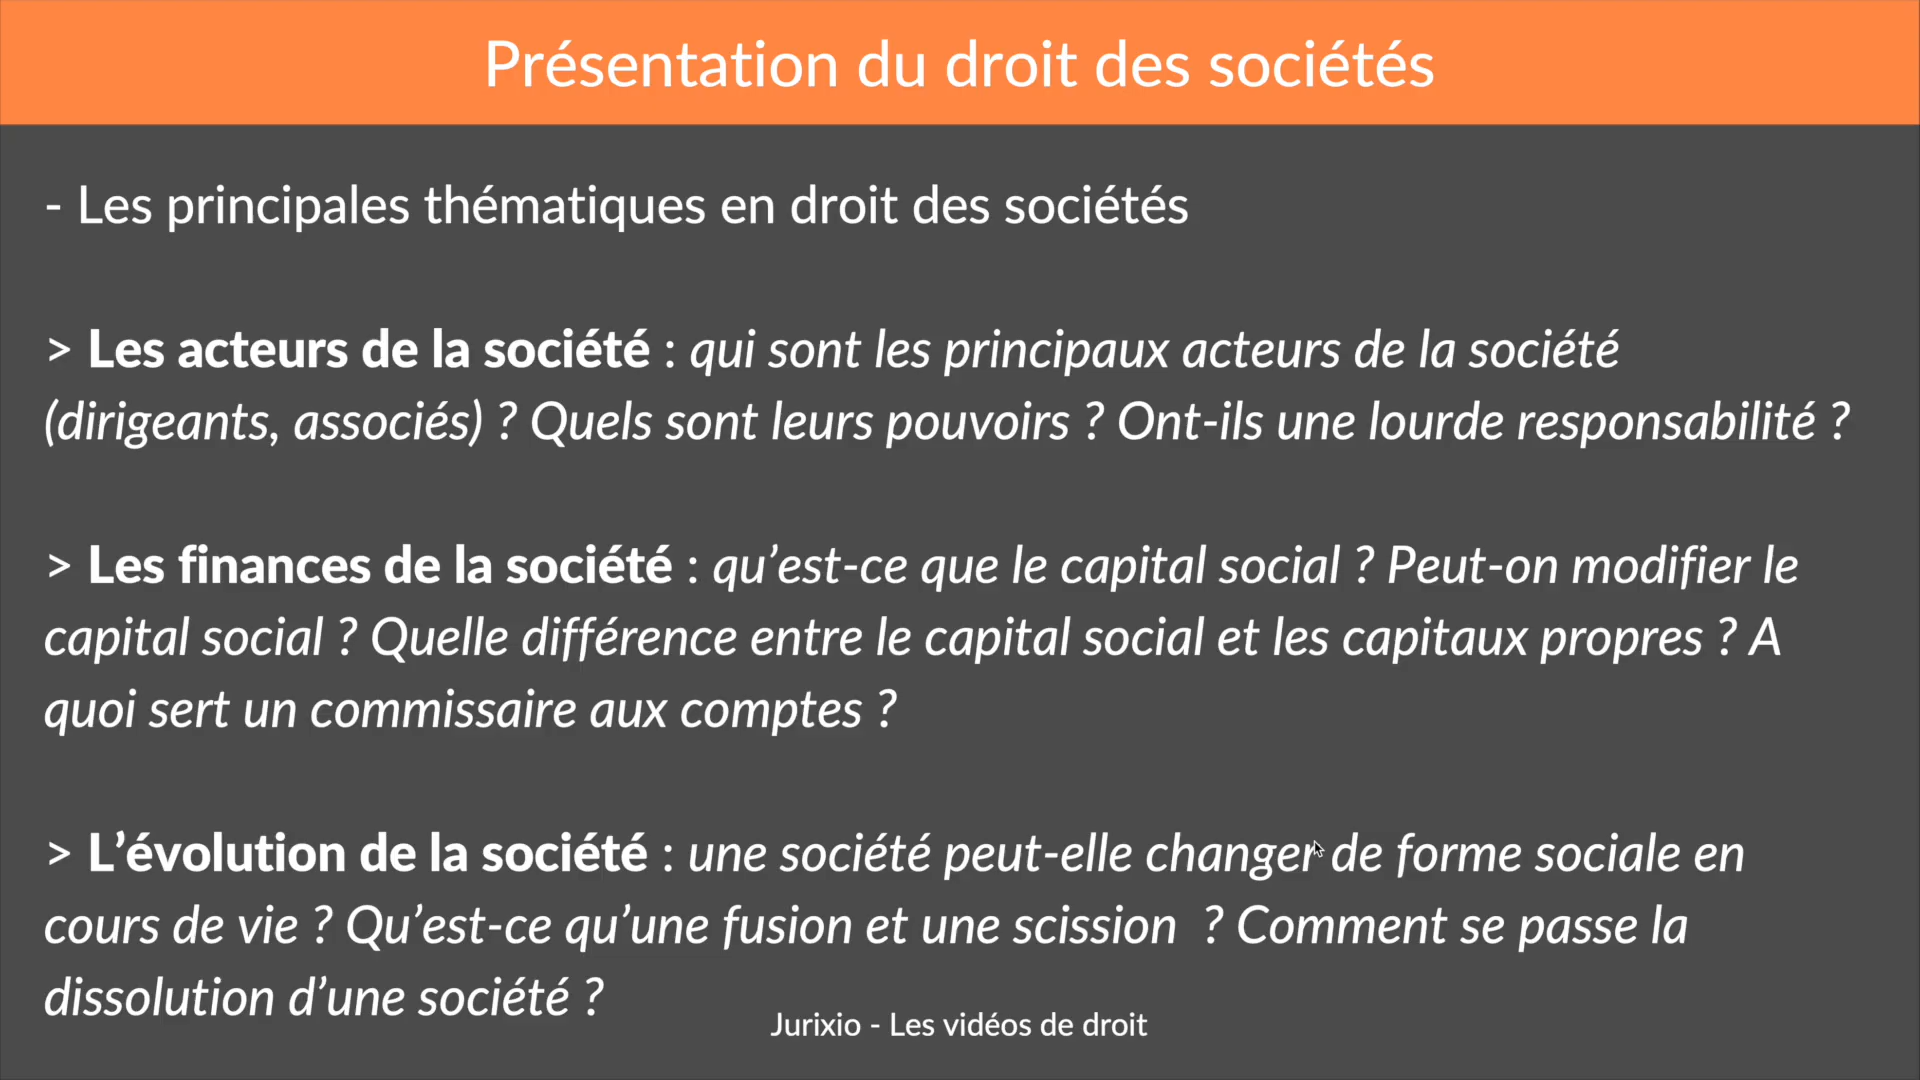 Présentation du droit des sociétés
- Les principales thématiques en droit des sociétés
> Les acteurs de la société : qui sont les principaux acteurs de la société
(dirigeants, associés) ? Quels sont leurs pouvoirs ? Ont-ils une lourde responsabilité ?
> Les finances de la société : qu’est-ce que le capital social ? Peut-on modifier le
capital social ? Quelle différence entre le capital social et les capitaux propres ? A
quoi sert un commissaire aux comptes ?
> L’évolution de la société : une société peut-elle changer de forme sociale en
cours de vie ? Qu’est-ce qu’une fusion et une scission  ? Comment se passe la
dissolution d’une société ?
Jurixio - Les vidéos de droit